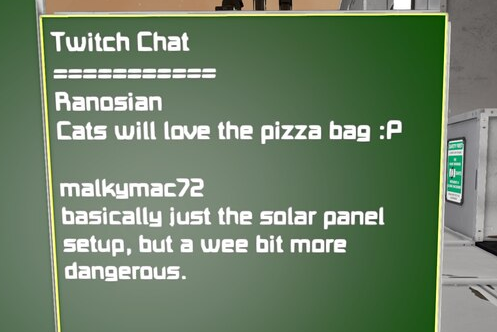 Twitch Chat
===========
Ranosian
Cats will love the pizza bag :P
malkymac72
basically just the solar panel
setup, but a wee bit more
dangerous.